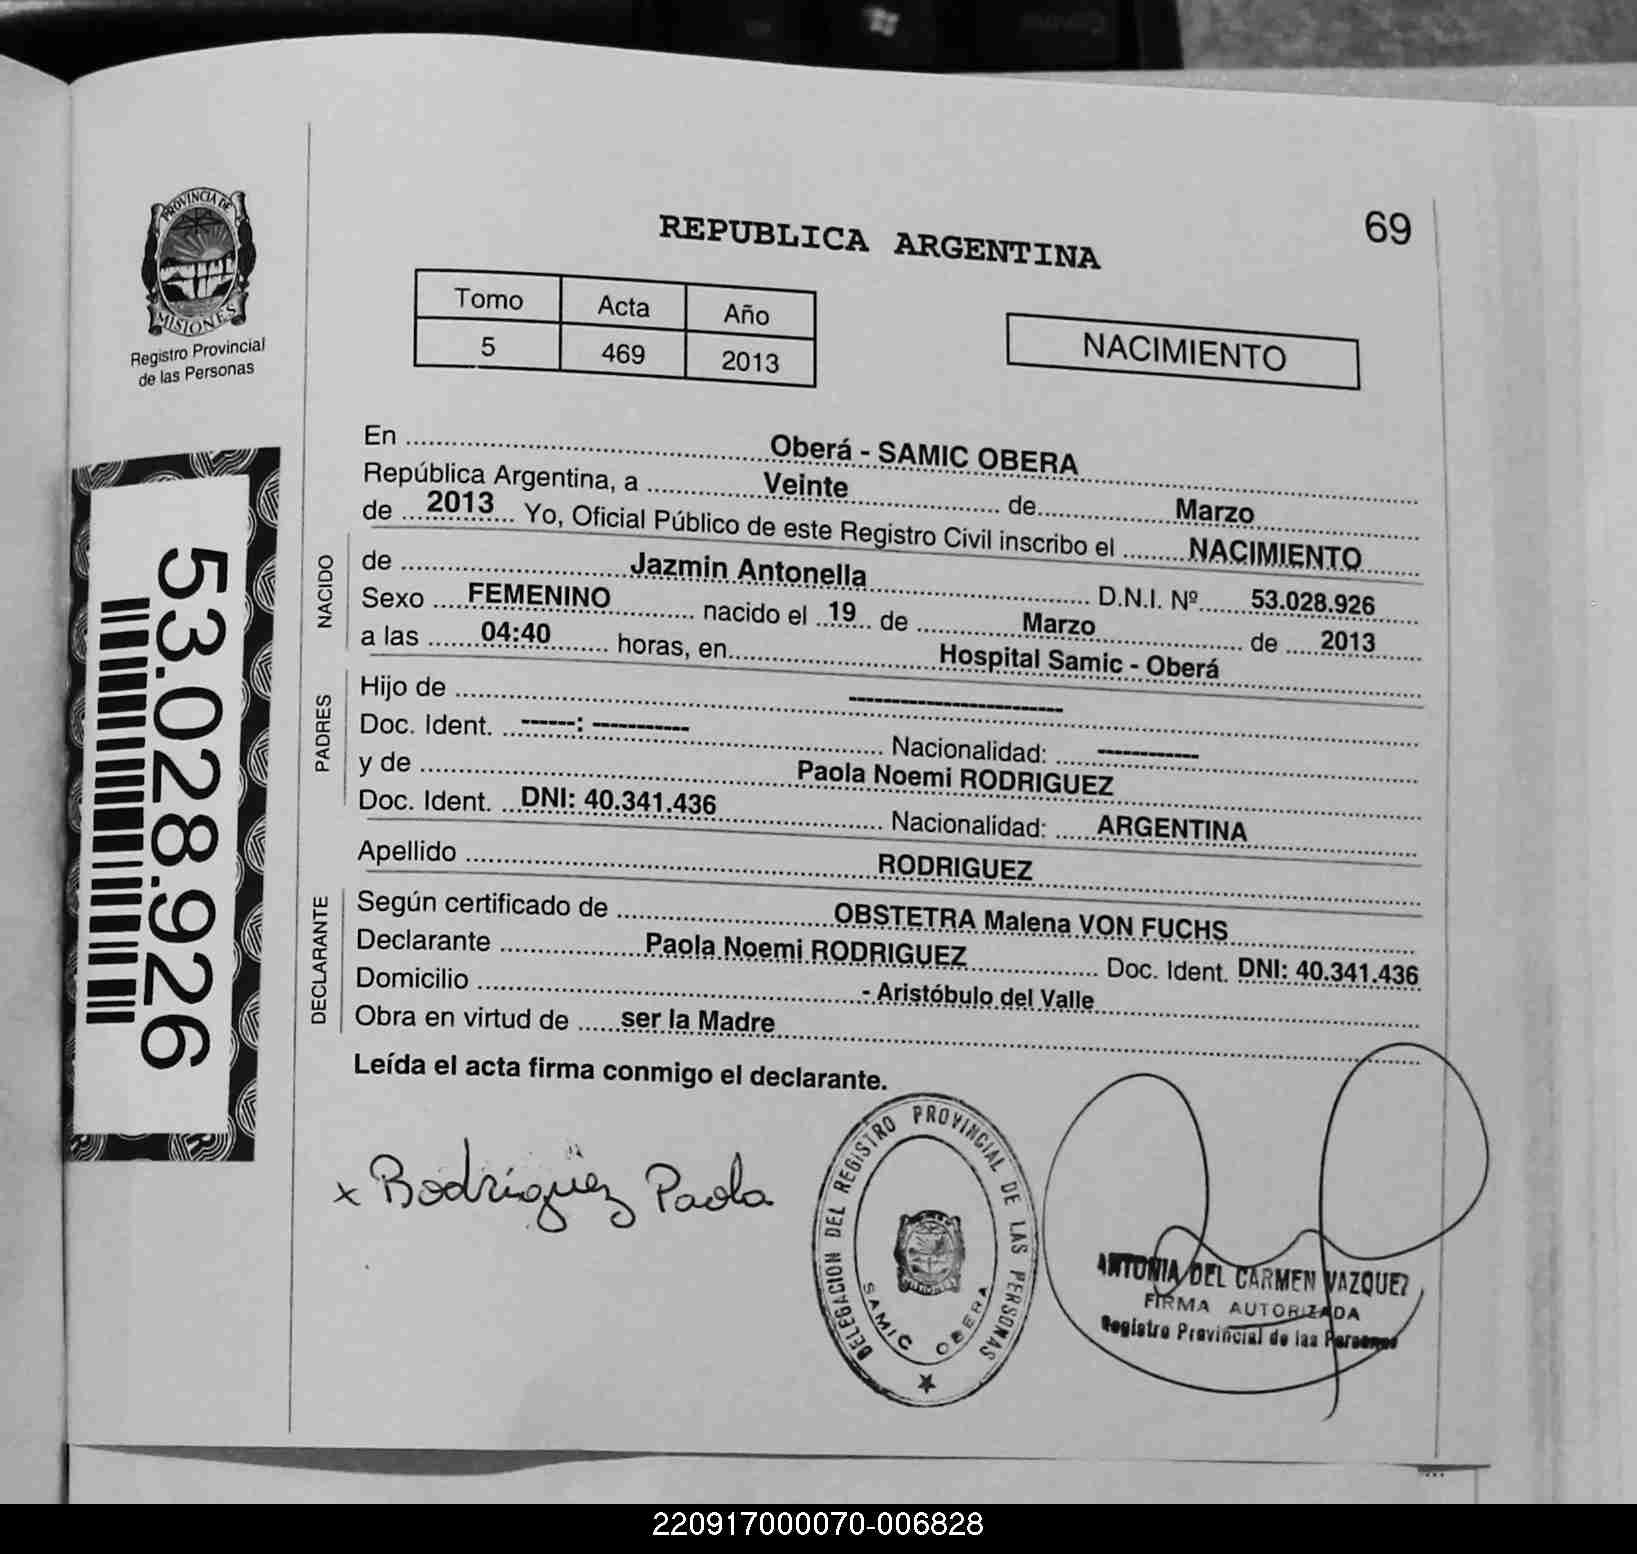 PROVINCIA DE
MISIONES
Registro Provincial
de las Personas
53.028.926
69
REPUBLICA ARGENTINA
Tomo Acta Año
5 469 2013
NACIMIENTO
En Oberá - SAMIC OBERA
República Argentina, a Veinte de Marzo
de 2013 Yo, Oficial Público de este Registro Civil inscribo el NACIMIENTO
NACIDO
de Jazmin Antonella D.N.I. Nº 53.028.926
Sexo FEMENINO nacido el 19 de Marzo de 2013
a las 04:40 horas, en Hospital Samic - Oberá
PADRES
Hijo de -----------------------
Doc. Ident. ------: ----------- Nacionalidad: ------------
y de Paola Noemi RODRIGUEZ
Doc. Ident. DNI: 40.341.436 Nacionalidad: ARGENTINA
Apellido RODRIGUEZ
DECLARANTE
Según certificado de OBSTETRA Malena VON FUCHS
Declarante Paola Noemi RODRIGUEZ Doc. Ident. DNI: 40.341.436
Domicilio - Aristóbulo del Valle
Obra en virtud de ser la Madre
Leída el acta firma conmigo el declarante.
x Rodríguez Paola
DELEGACION DEL REGISTRO PROVINCIAL DE LAS PERSONAS
SAMIC OBERA
ANTONIA DEL CARMEN VAZQUEZ
FIRMA AUTORIZADA
Registro Provincial de las Personas
220917000070-006828